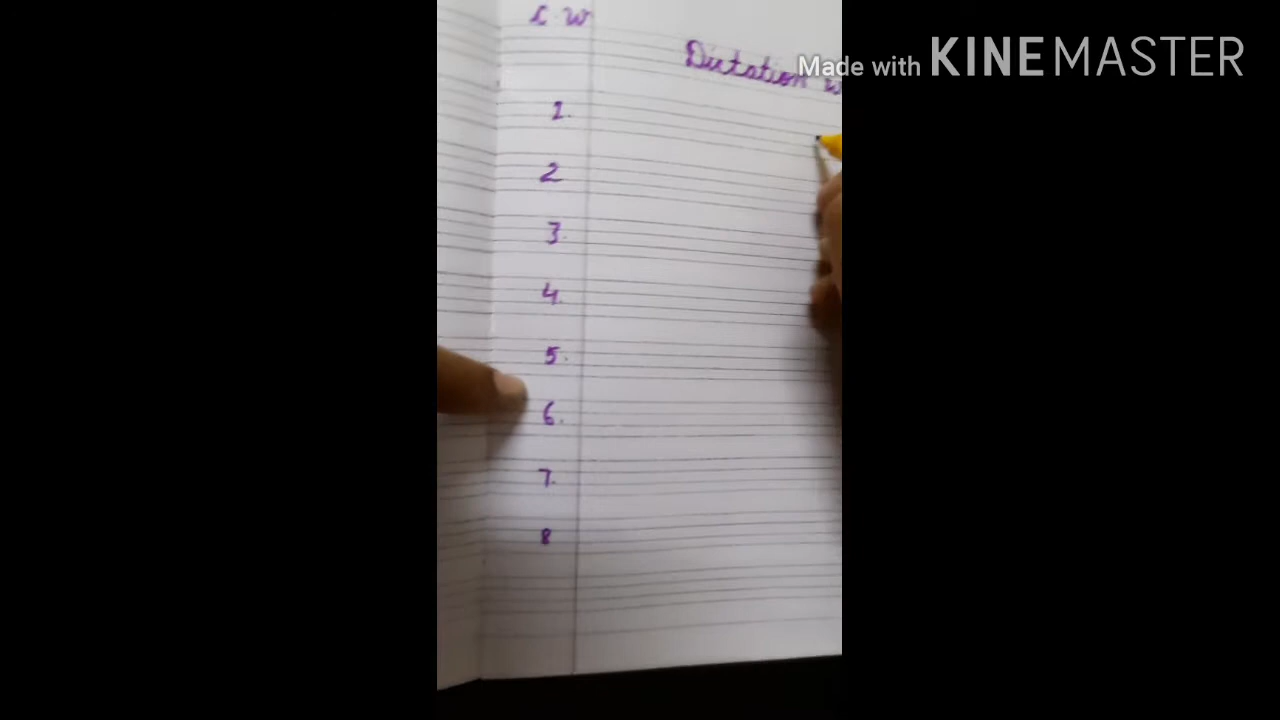 C. W
Dictation W
Made with KINEMASTER
1.
2
3.
4.
5.
6.
7.
8